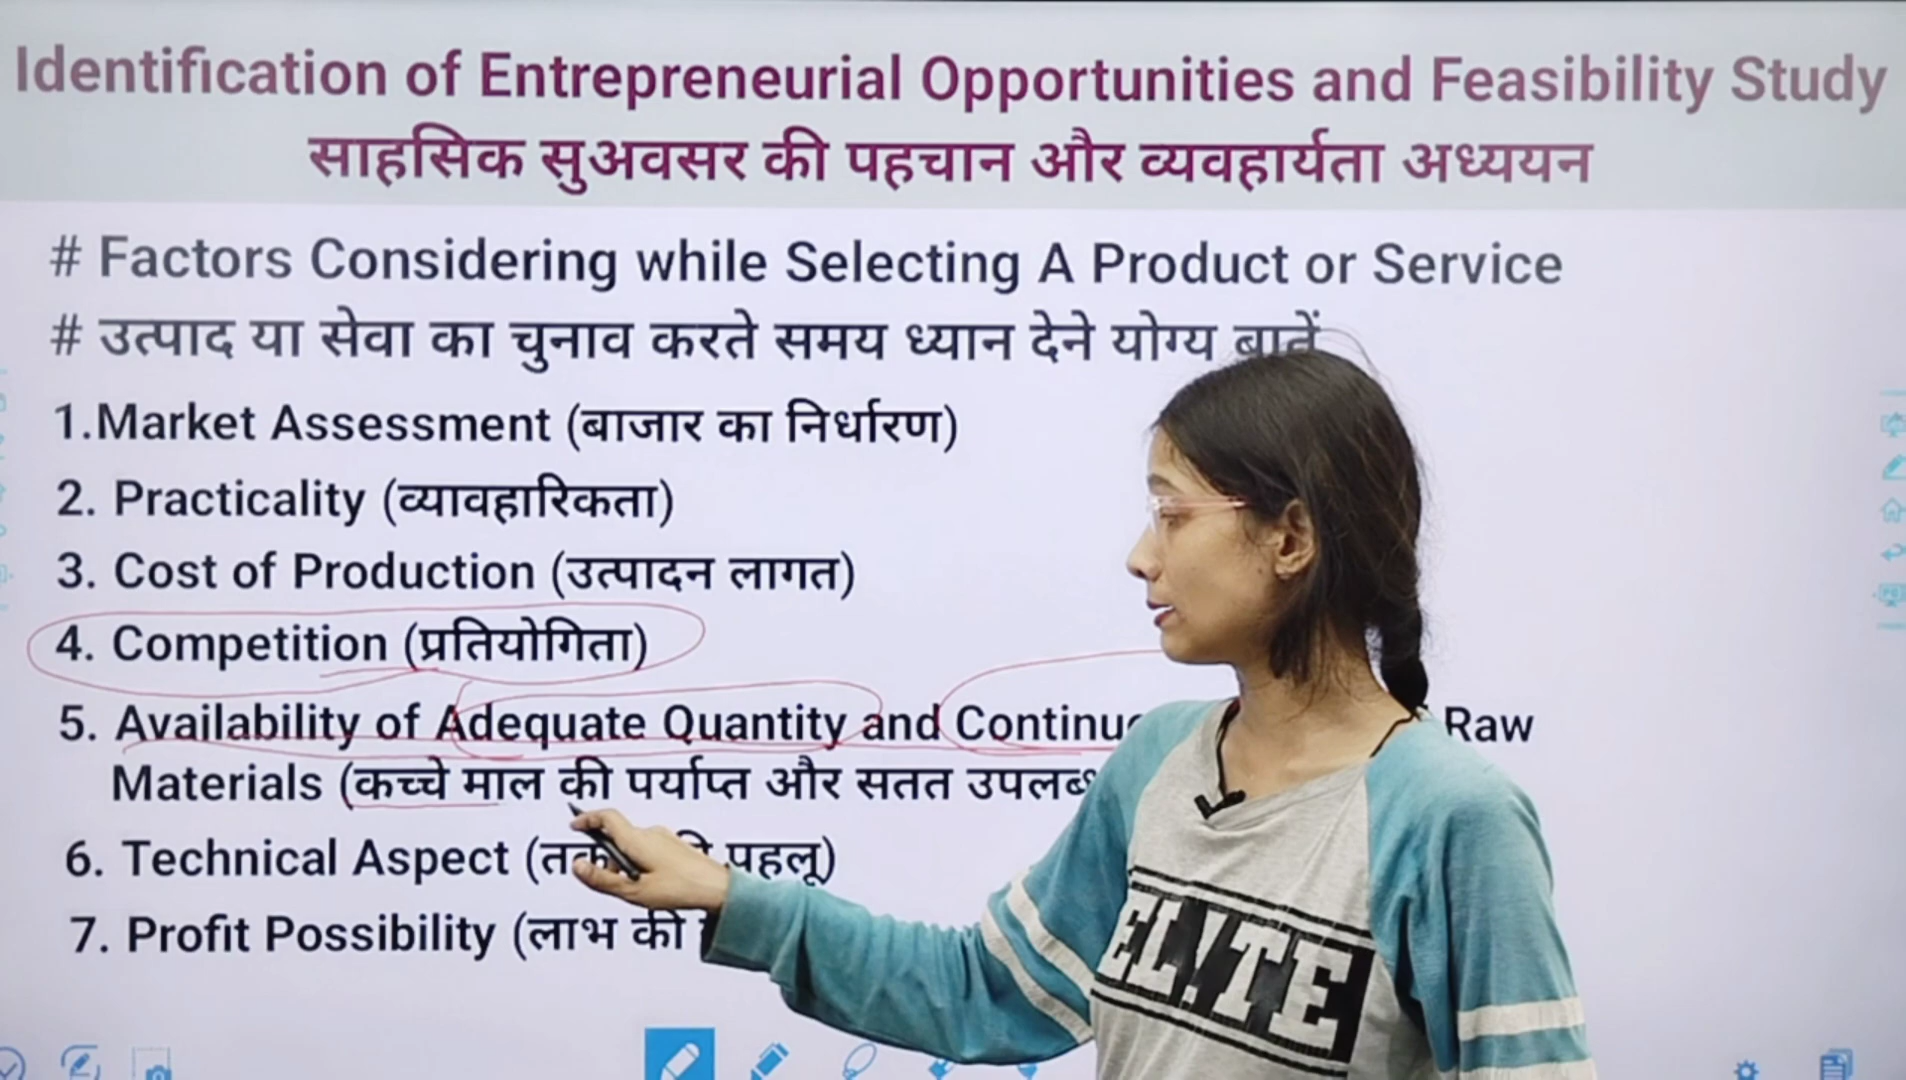 Identification of Entrepreneurial Opportunities and Feasibility Study
साहसिक सुअवसर की पहचान और व्यवहार्यता अध्ययन
# Factors Considering while Selecting A Product or Service
# उत्पाद या सेवा का चुनाव करते समय ध्यान देने योग्य बातें
1.Market Assessment (बाजार का निर्धारण)
2. Practicality (व्यावहारिकता)
3. Cost of Production (उत्पादन लागत)
4. Competition (प्रतियोगिता)
5. Availability of Adequate Quantity and Raw
Materials (कच्चे माल की पर्याप्त और सतत
6. Technical Aspect ( पहलू)
7. Profit Possibility (लाभ की
ELYTE